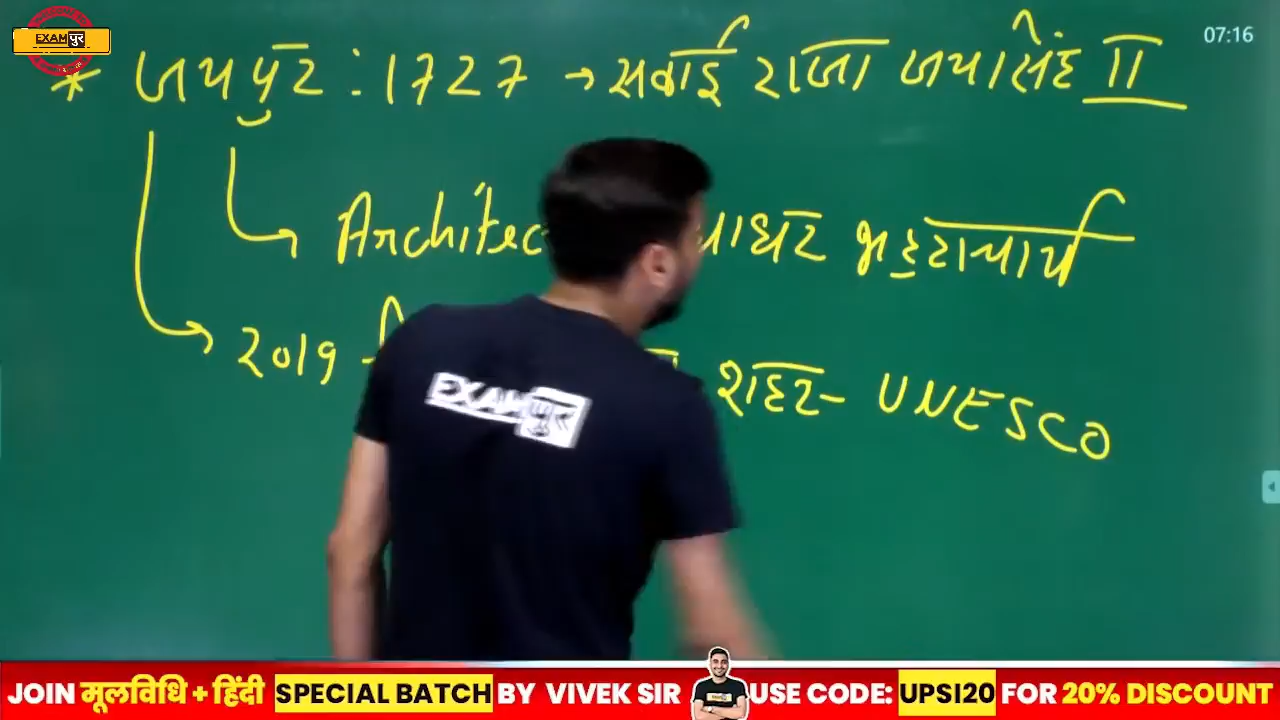 EXAMपुर
07:16
* जयपुर : 1727 → सवाई राजा जयसिंह II
Architec
भट्टाचार्य
2019
शहर - UNESCO
EXAMपुर
JOIN मूलविधि + हिंदी SPECIAL BATCH BY VIVEK SIR USE CODE: UPSI20 FOR 20% DISCOUNT